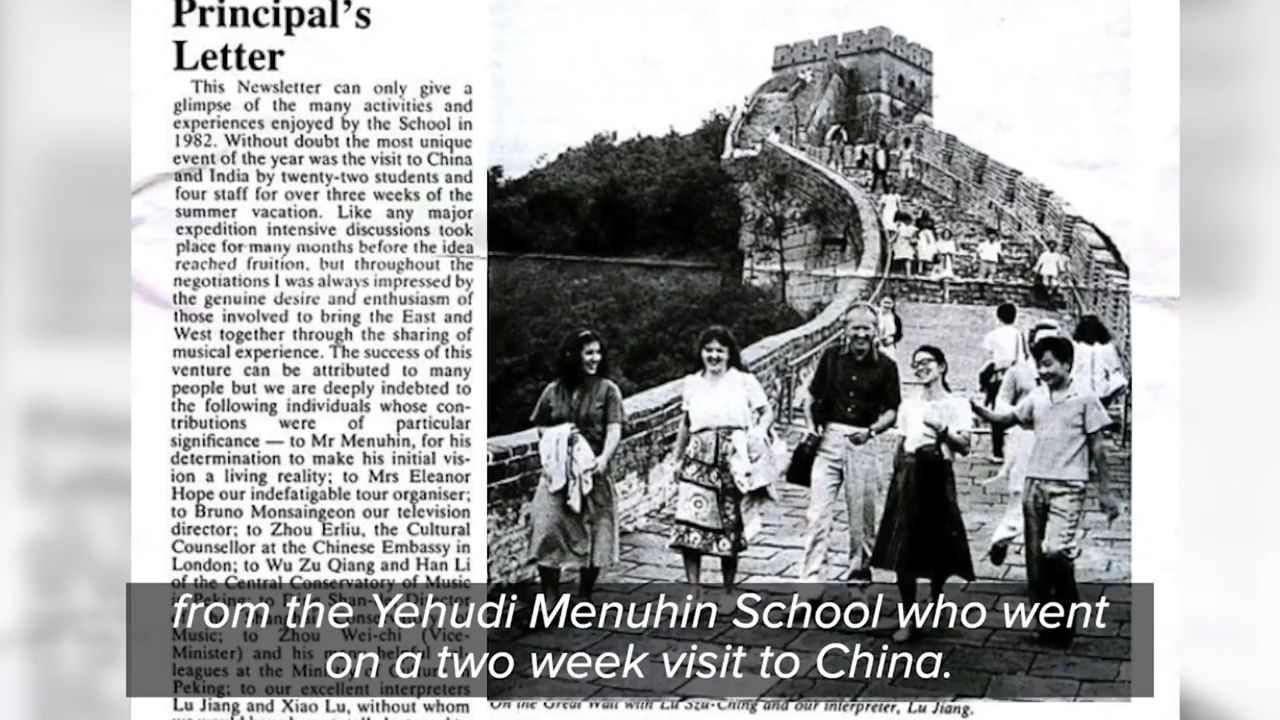 Principal's
Letter
This Newsletter can only give a
glimpse of the many activities and
experiences enjoyed by the School in
1982. Without doubt the most unique
event of the year was the visit to China
and India by twenty-two students and
four staff for over three weeks of the
summer vacation. Like any major
expedition intensive discussions took
place for many months before the idea
reached fruition, but throughout the
negotiations I was always impressed by
the genuine desire and enthusiasm of
those involved to bring the East and
West together through the sharing of
musical experience. The success of this
venture can be attributed to many
people but we are deeply indebted to
the following individuals whose con-
tributions were of particular
significance — to Mr Menuhin, for his
determination to make his initial vis-
ion a living reality; to Mrs Eleanor
Hope our indefatigable tour organiser;
to Bruno Monsaingeon our television
director; to Zhou Erliu, the Cultural
Counsellor at the Chinese Embassy in
London; to Wu Zu Qiang and Han Li
of the Central Conservatory of Music
Music; to Zhou Wei-chi (Vice-
Minister) and his
leagues at the
Peking; to our excellent interpreters
Lu Jiang and Xiao Lu, without whom
On the Great Wall with Lu Szu-Ching and our interpreter, Lu Jiang.
from the Yehudi Menuhin School who went
on a two week visit to China.